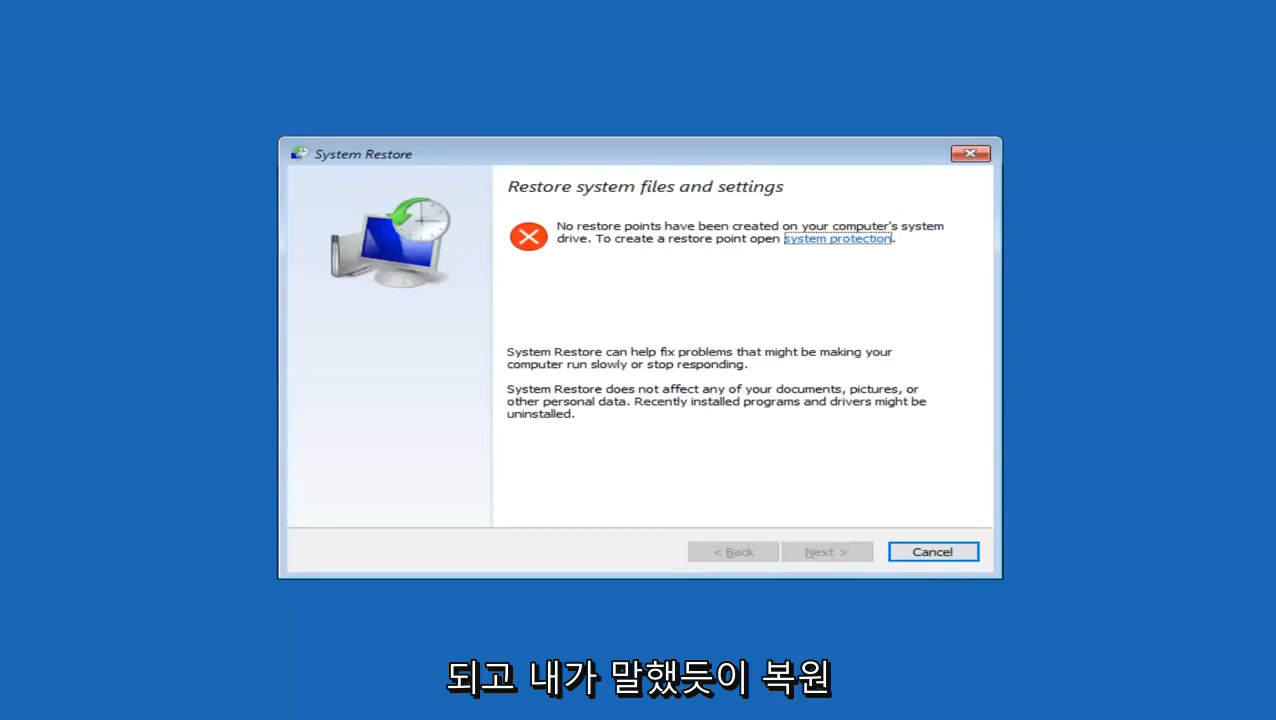 System Restore
Restore system files and settings
No restore points have been created on your computer's system
drive. To create a restore point open system protection.
System Restore can help fix problems that might be making your
computer run slowly or stop responding.
System Restore does not affect any of your documents, pictures, or
other personal data. Recently installed programs and drivers might be
uninstalled.
< Back Next > Cancel
되고 내가 말했듯이 복원